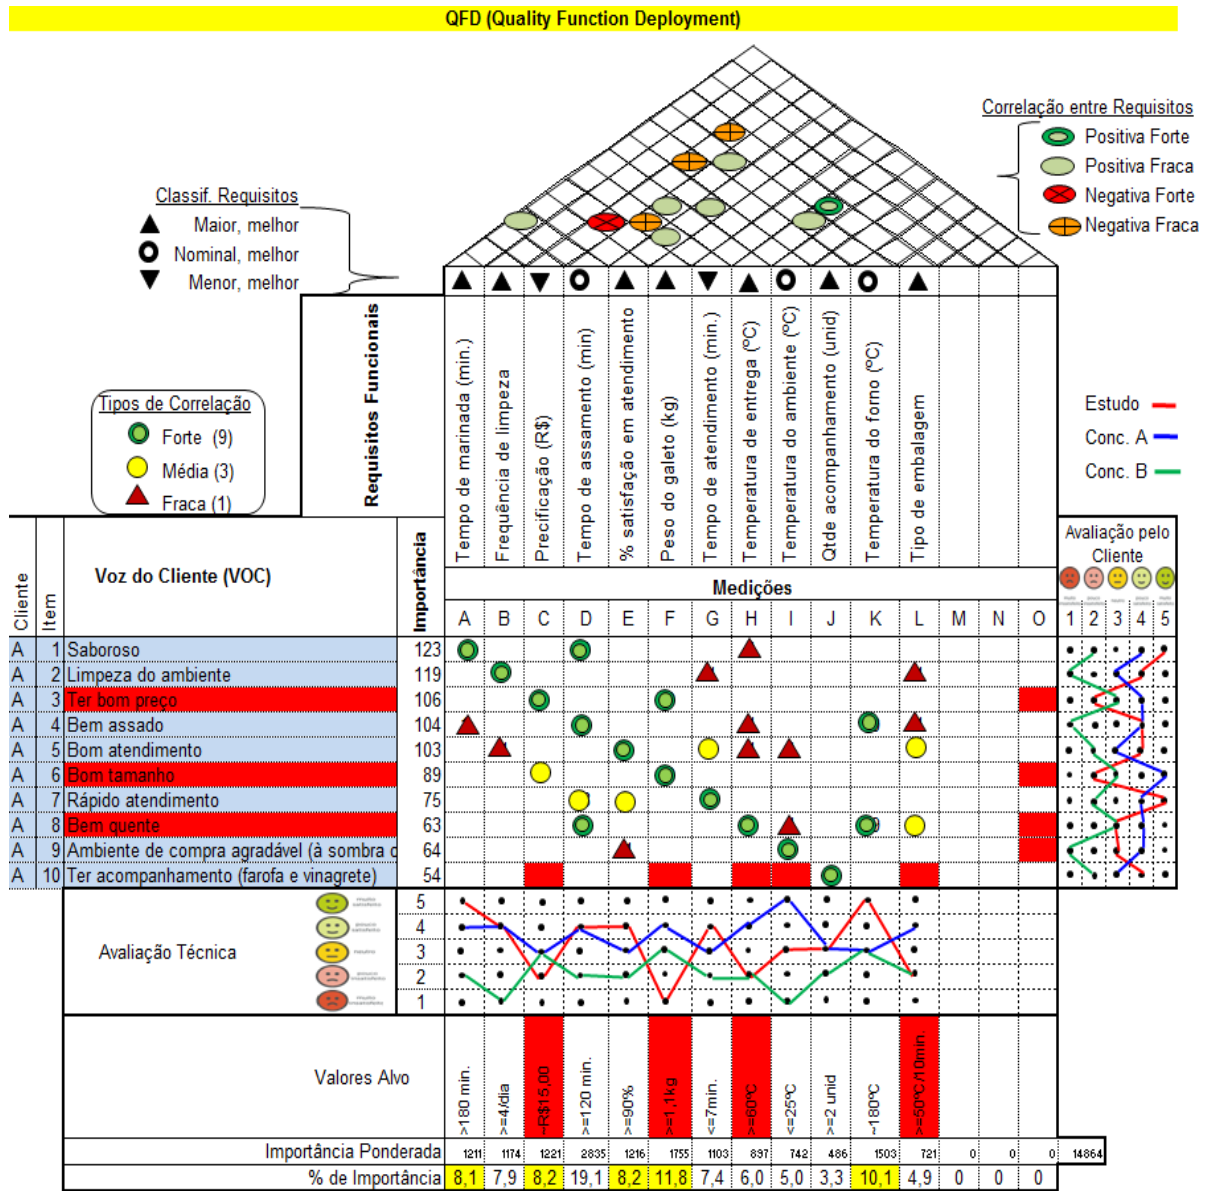 QFD (Quality Function Deployment)
Correlação entre Requisitos
Positiva Forte
Positiva Fraca
Negativa Forte
Negativa Fraca
Classif. Requisitos
Maior, melhor
Nominal, melhor
Menor, melhor
Requisitos Funcionais
Tempo de marinada (min.)
Frequência de limpeza
Precificação (R$)
Tempo de assamento (min)
% satisfação em atendimento
Peso do galeto (kg)
Tempo de atendimento (min.)
Temperatura de entrega (ºC)
Temperatura do ambiente (ºC)
Qtde acompanhamento (unid)
Temperatura do forno (ºC)
Tipo de embalagem
Tipos de Correlação
Forte (9)
Média (3)
Fraca (1)
Estudo
Conc. A
Conc. B
Cliente
Item
Voz do Cliente (VOC)
Importância
Medições
Avaliação pelo
Cliente
A B C D E F G H I J K L M N O
1 2 3 4 5
A 1 Saboroso 123
A 2 Limpeza do ambiente 119
A 3 Ter bom preço 106
A 4 Bem assado 104
A 5 Bom atendimento 103
A 6 Bom tamanho 89
A 7 Rápido atendimento 75
A 8 Bem quente 63
A 9 Ambiente de compra agradável (à sombra c 64
A 10 Ter acompanhamento (farofa e vinagrete) 54
Avaliação Técnica
5
4
3
2
1
Valores Alvo
>180 min.
>=4/dia
~R$15,00
>=120 min.
>=90%
>=1,1kg
<=7min.
>=60ºC
<=25ºC
>=2 unid
~180ºC
>=50ºC/10min.
Importância Ponderada 1211 1174 1221 2835 1216 1755 1103 897 742 486 1503 721 0 0 0 14864
% de Importância 8,1 7,9 8,2 19,1 8,2 11,8 7,4 6,0 5,0 3,3 10,1 4,9 0 0 0